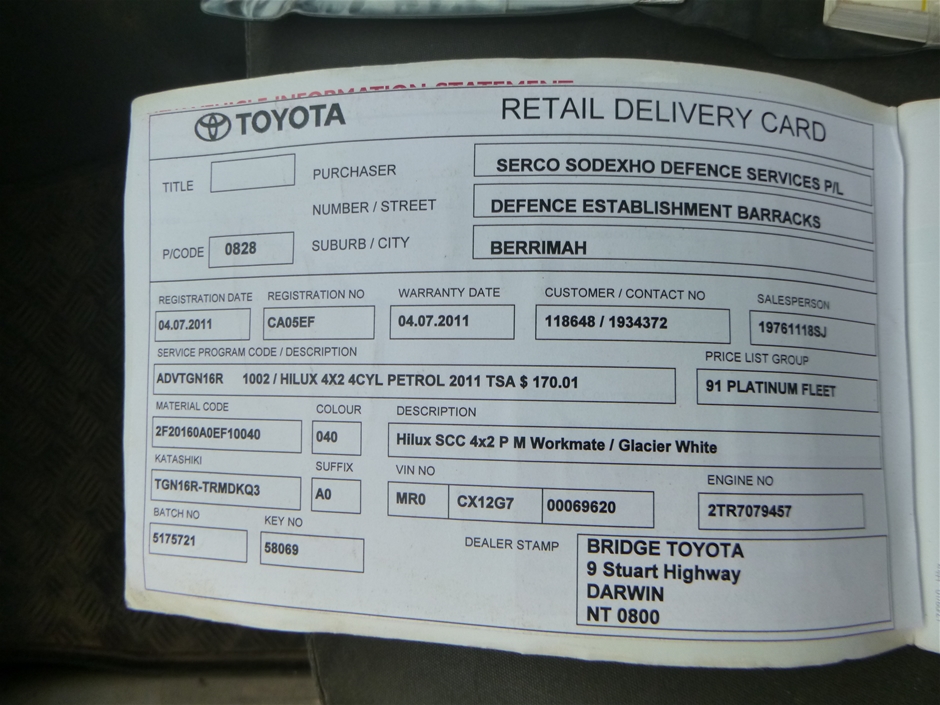 NEW VEHICLE INFORMATION STATEMENT
TOYOTA
RETAIL DELIVERY CARD
TITLE
PURCHASER
SERCO SODEXHO DEFENCE SERVICES P/L
NUMBER / STREET
DEFENCE ESTABLISHMENT BARRACKS
P/CODE 0828
SUBURB / CITY
BERRIMAH
REGISTRATION DATE REGISTRATION NO WARRANTY DATE CUSTOMER / CONTACT NO SALESPERSON
04.07.2011 CA05EF 04.07.2011 118648 / 1934372 19761118SJ
SERVICE PROGRAM CODE / DESCRIPTION PRICE LIST GROUP
ADVTGN16R 1002 / HILUX 4X2 4CYL PETROL 2011 TSA $ 170.01 91 PLATINUM FLEET
MATERIAL CODE COLOUR DESCRIPTION
2F20160A0EF10040 040 Hilux SCC 4x2 P M Workmate / Glacier White
KATASHIKI SUFFIX VIN NO ENGINE NO
TGN16R-TRMDKQ3 A0 MR0 CX12G7 00069620 2TR7079457
BATCH NO KEY NO DEALER STAMP
5175721 58069
BRIDGE TOYOTA
9 Stuart Highway
DARWIN
NT 0800